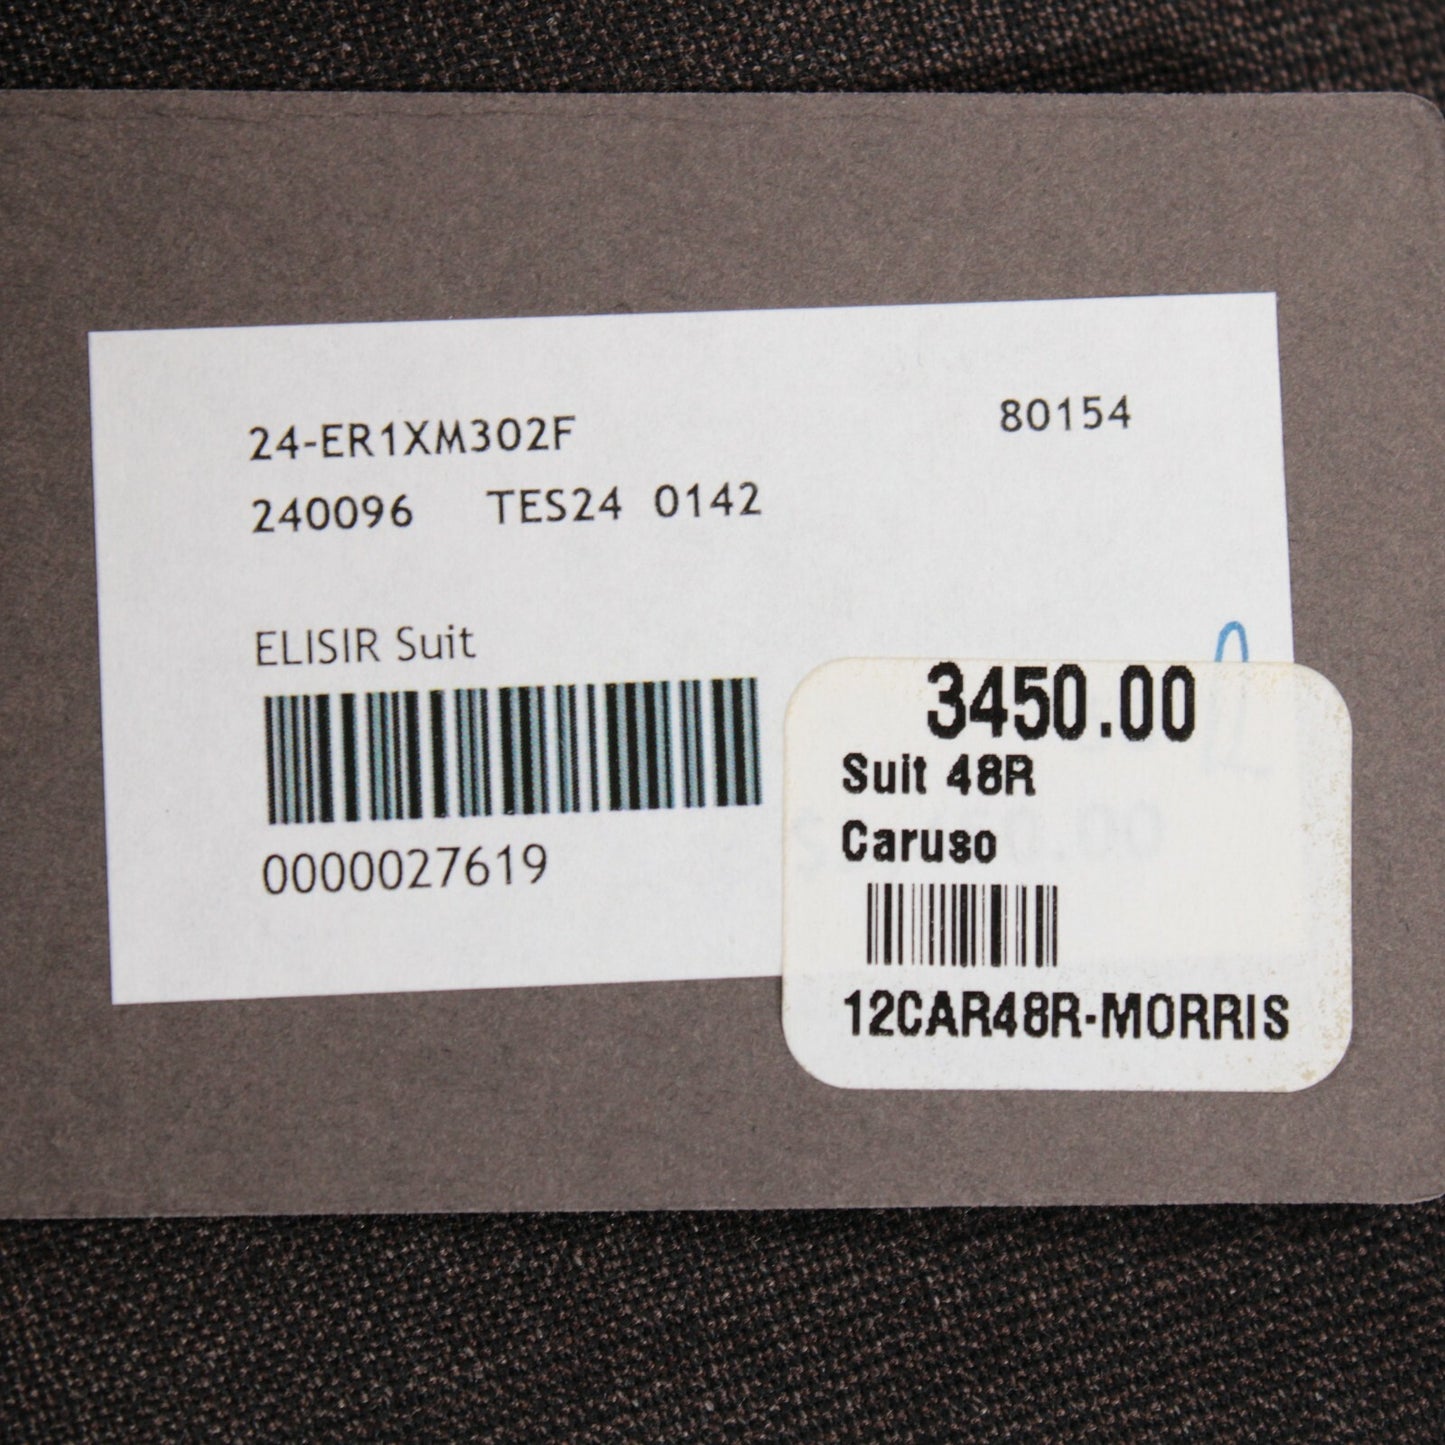 24-ER1XM302F 80154
240096 TES24 0142
ELISIR Suit
0000027619
3450.00
Suit 48R
Caruso
12CAR48R-MORRIS